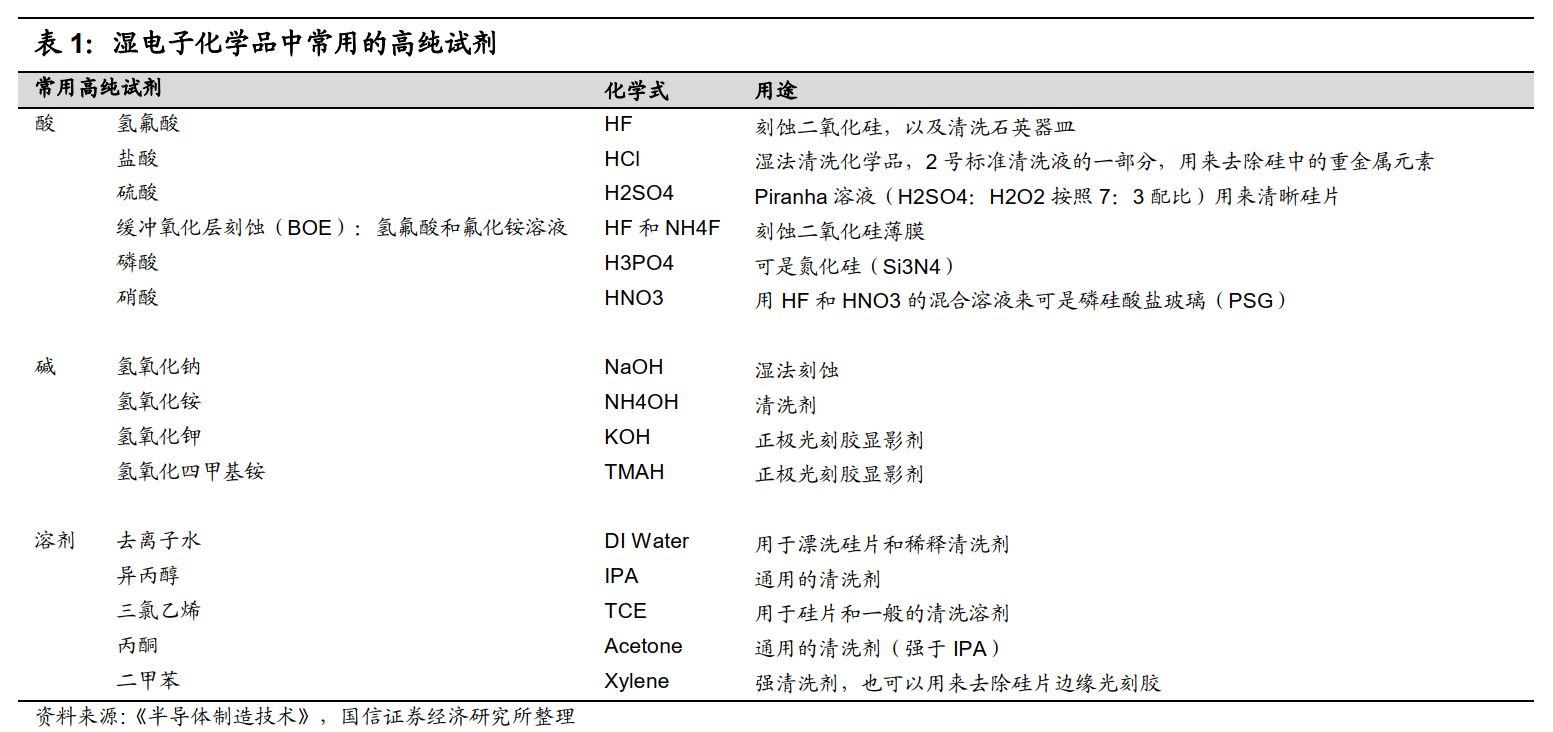 表 1：湿电子化学品中常用的高纯试剂
常用高纯试剂 化学式 用途
酸 氢氟酸 HF 刻蚀二氧化硅，以及清洗石英器皿
盐酸 HCl 湿法清洗化学品，2 号标准清洗液的一部分，用来去除硅中的重金属元素
硫酸 H2SO4 Piranha 溶液（H2SO4：H2O2 按照 7：3 配比）用来清晰硅片
缓冲氧化层刻蚀（BOE）：氢氟酸和氟化铵溶液 HF 和 NH4F 刻蚀二氧化硅薄膜
磷酸 H3PO4 可是氮化硅（Si3N4）
硝酸 HNO3 用 HF 和 HNO3 的混合溶液来可是磷硅酸盐玻璃（PSG）
碱 氢氧化钠 NaOH 湿法刻蚀
氢氧化铵 NH4OH 清洗剂
氢氧化钾 KOH 正极光刻胶显影剂
氢氧化四甲基铵 TMAH 正极光刻胶显影剂
溶剂 去离子水 DI Water 用于漂洗硅片和稀释清洗剂
异丙醇 IPA 通用的清洗剂
三氯乙烯 TCE 用于硅片和一般的清洗溶剂
丙酮 Acetone 通用的清洗剂（强于 IPA）
二甲苯 Xylene 强清洗剂，也可以用来去除硅片边缘光刻胶
资料来源:《半导体制造技术》，国信证券经济研究所整理